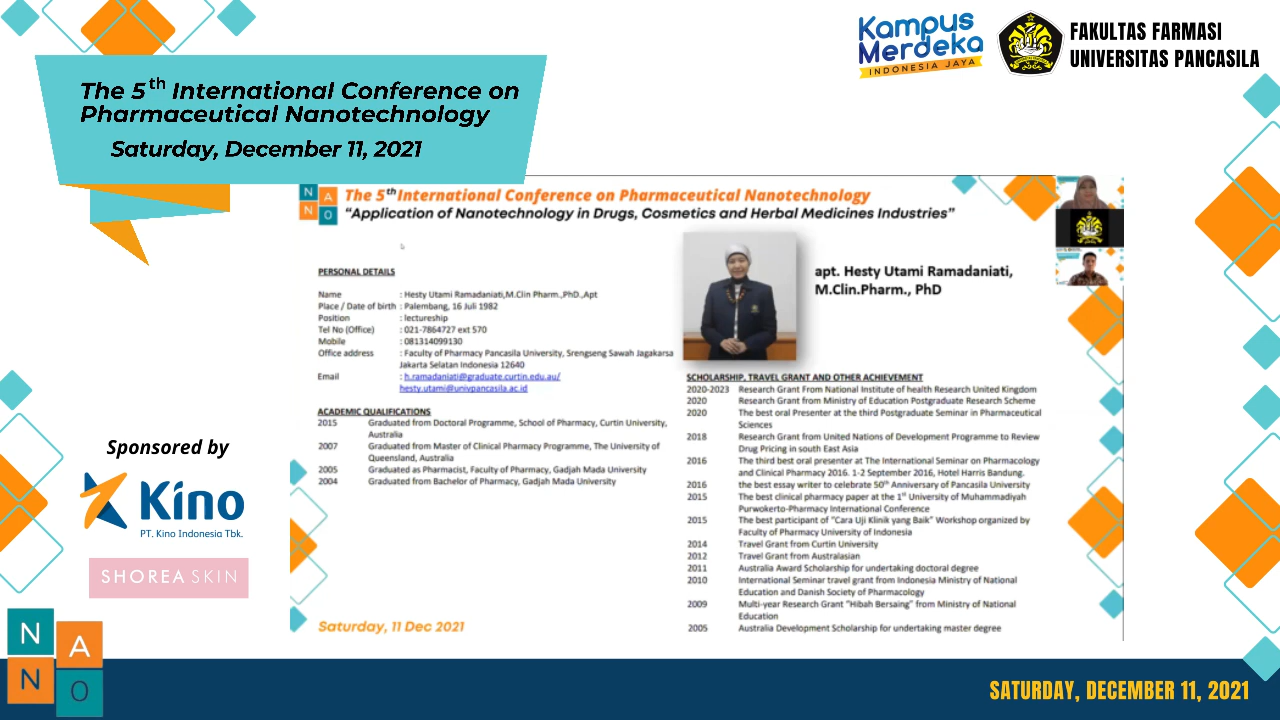 Kampus
Merdeka
INDONESIA JAYA
FAKULTAS FARMASI
UNIVERSITAS PANCASILA
The 5th International Conference on
Pharmaceutical Nanotechnology
Saturday, December 11, 2021
N A
N O
The 5th International Conference on Pharmaceutical Nanotechnology
“Application of Nanotechnology in Drugs, Cosmetics and Herbal Medicines Industries”
apt. Hesty Utami Ramadaniati,
M.Clin.Pharm., PhD
PERSONAL DETAILS
Name : Hesty Utami Ramadaniati,M.Clin Pharm.,PhD.,Apt
Place / Date of birth : Palembang, 16 Juli 1982
Position : lectureship
Tel No (Office) : 021-7864727 ext 570
Mobile : 081314099130
Office address : Faculty of Pharmacy Pancasila University, Srengseng Sawah Jagakarsa
Jakarta Selatan Indonesia 12640
Email : h.ramadaniati@graduate.curtin.edu.au/
hesty.utami@univpancasila.ac.id
ACADEMIC QUALIFICATIONS
2015 Graduated from Doctoral Programme, School of Pharmacy, Curtin University,
Australia
2007 Graduated from Master of Clinical Pharmacy Programme, The University of
Queensland, Australia
2005 Graduated as Pharmacist, Faculty of Pharmacy, Gadjah Mada University
2004 Graduated from Bachelor of Pharmacy, Gadjah Mada University
SCHOLARSHIP, TRAVEL GRANT AND OTHER ACHIEVEMENT
2020-2023 Research Grant From National Institute of health Research United Kingdom
2020 Research Grant from Ministry of Education Postgraduate Research Scheme
2020 The best oral Presenter at the third Postgraduate Seminar in Pharmaceutical
Sciences
2018 Research Grant from United Nations of Development Programme to Review
Drug Pricing in south East Asia
2016 The third best oral presenter at The International Seminar on Pharmacology
and Clinical Pharmacy 2016. 1-2 September 2016, Hotel Harris Bandung.
2016 the best essay writer to celebrate 50th Anniversary of Pancasila University
2015 The best clinical pharmacy paper at the 1st University of Muhammadiyah
Purwokerto-Pharmacy International Conference
2015 The best participant of “Cara Uji Klinik yang Baik” Workshop organized by
Faculty of Pharmacy University of Indonesia
2014 Travel Grant from Curtin University
2012 Travel Grant from Australasian
2011 Australia Award Scholarship for undertaking doctoral degree
2010 International Seminar travel grant from Indonesia Ministry of National
Education and Danish Society of Pharmacology
2009 Multi-year Research Grant “Hibah Bersaing” from Ministry of National
Education
2005 Australia Development Scholarship for undertaking master degree
Saturday, 11 Dec 2021
Sponsored by
Kino
PT. Kino Indonesia Tbk.
SHOREA SKIN
N A
N O
SATURDAY, DECEMBER 11, 2021